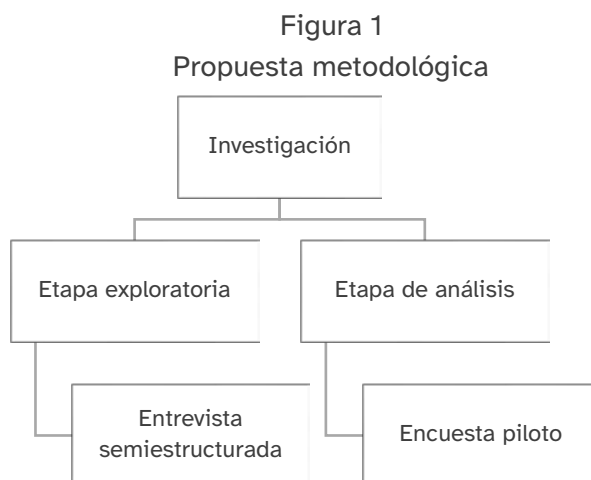 Figura 1
Propuesta metodológica
Investigación
Etapa exploratoria
Etapa de análisis
Entrevista
semiestructurada
Encuesta piloto